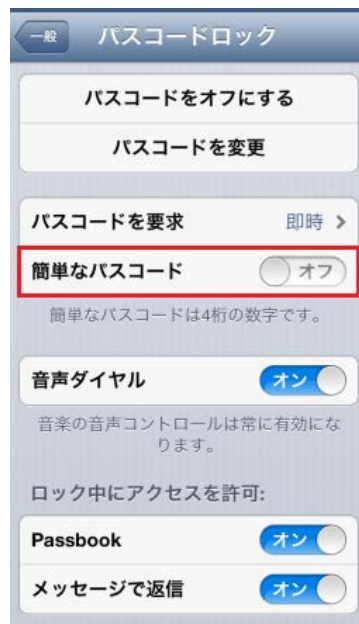 一般 パスコードロック
パスコードをオフにする
パスコードを変更
パスコードを要求 即時
簡単なパスコード オフ
簡単なパスコードは4桁の数字です。
音声ダイヤル オン
音楽の音声コントロールは常に有効にな
ります。
ロック中にアクセスを許可:
Passbook オン
メッセージで返信 オン